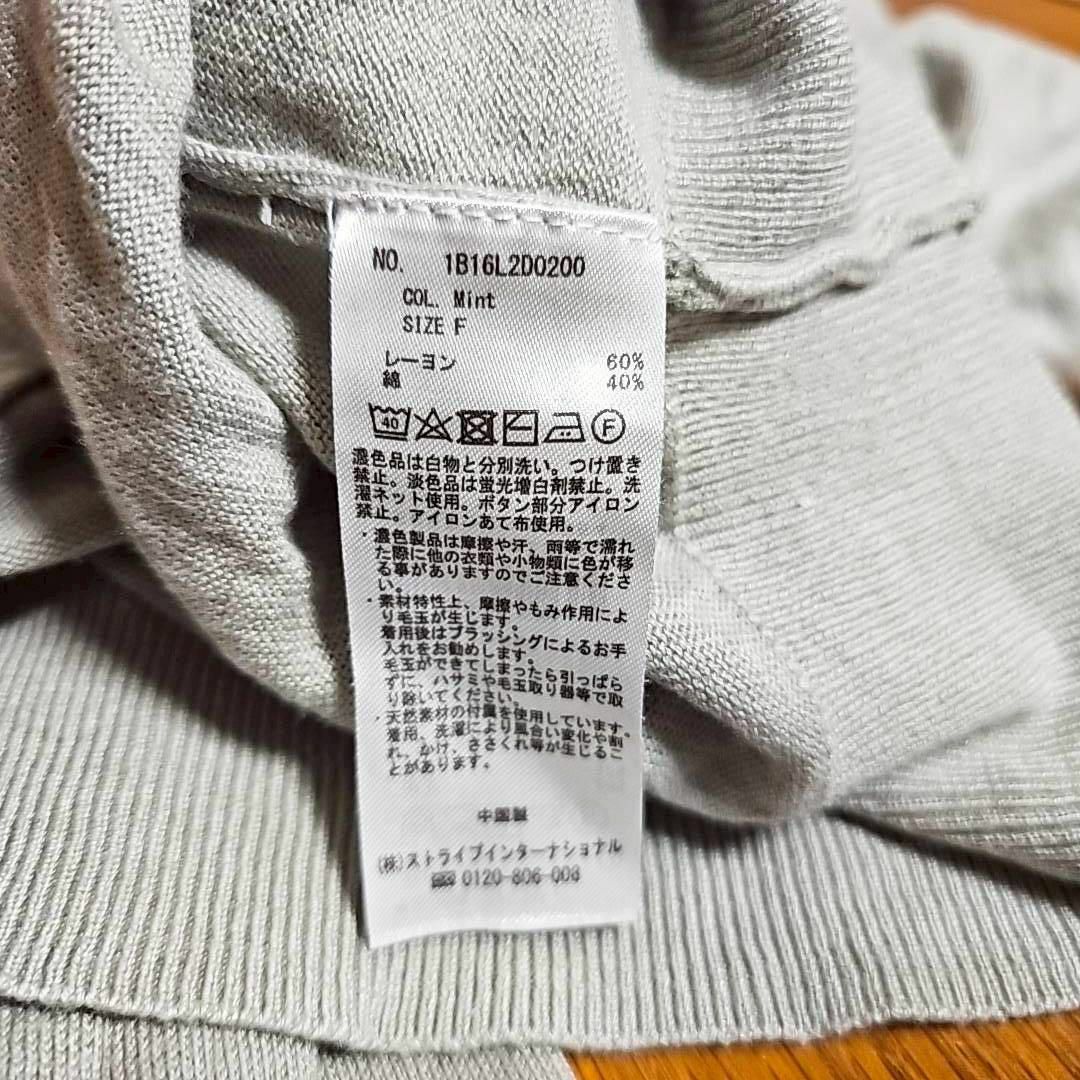 NO. 1B16L2D0200
COL. Mint
SIZE F
レーヨン 60%
綿 40%
40
F
濃色品は白物と分別洗い。つけ置き
禁止。淡色品は蛍光増白剤禁止。洗
濯ネット使用。ボタン部分アイロン
禁止。アイロンあて布使用。
・濃色製品は摩擦や汗、雨等で濡れ
た際に他の衣類や小物類に色が移
る事がありますのでご注意くださ
い。
・素材特性上、摩擦やもみ作用によ
り毛玉が生じます。
着用後はブラッシングによるお手
入れをお勧めします。
毛玉ができてしまったら引っぱら
ずに、ハサミや毛玉取り器等で取
り除いてください。
・天然素材の付属を使用しています。
着用、洗濯により風合い変化や割
れ、かけ、ささくれ等が生じるこ
とがあります。
中国製
(株)ストライプインターナショナル
0120-806-008